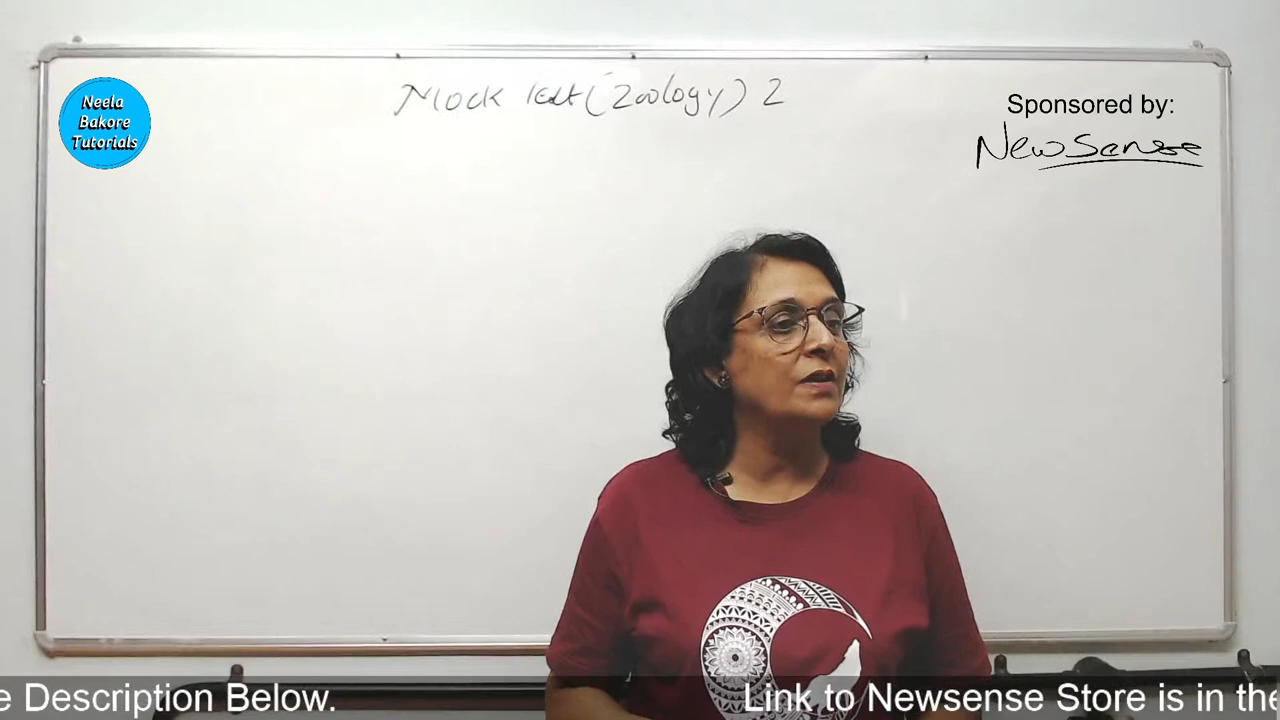 Neela
Bakore
Tutorials
Mock Test (Zoology) 2
Sponsored by:
NewSense
e Description Below.
Link to Newsense Store is in the